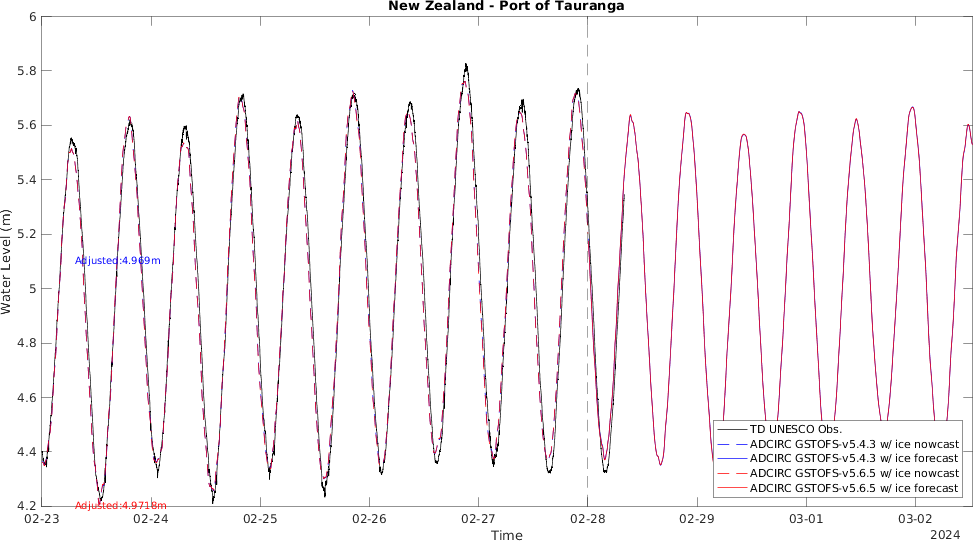 New Zealand - Port of Tauranga
Water Level (m)
6
5.8
5.6
5.4
5.2
5
4.8
4.6
4.4
4.2
Adjusted:4.969m
Adjusted:4.9718m
TD UNESCO Obs.
ADCIRC GSTOFS-v5.4.3 w/ ice nowcast
ADCIRC GSTOFS-v5.4.3 w/ ice forecast
ADCIRC GSTOFS-v5.6.5 w/ ice nowcast
ADCIRC GSTOFS-v5.6.5 w/ ice forecast
02-23 02-24 02-25 02-26 02-27 02-28 02-29 03-01 03-02
Time
2024